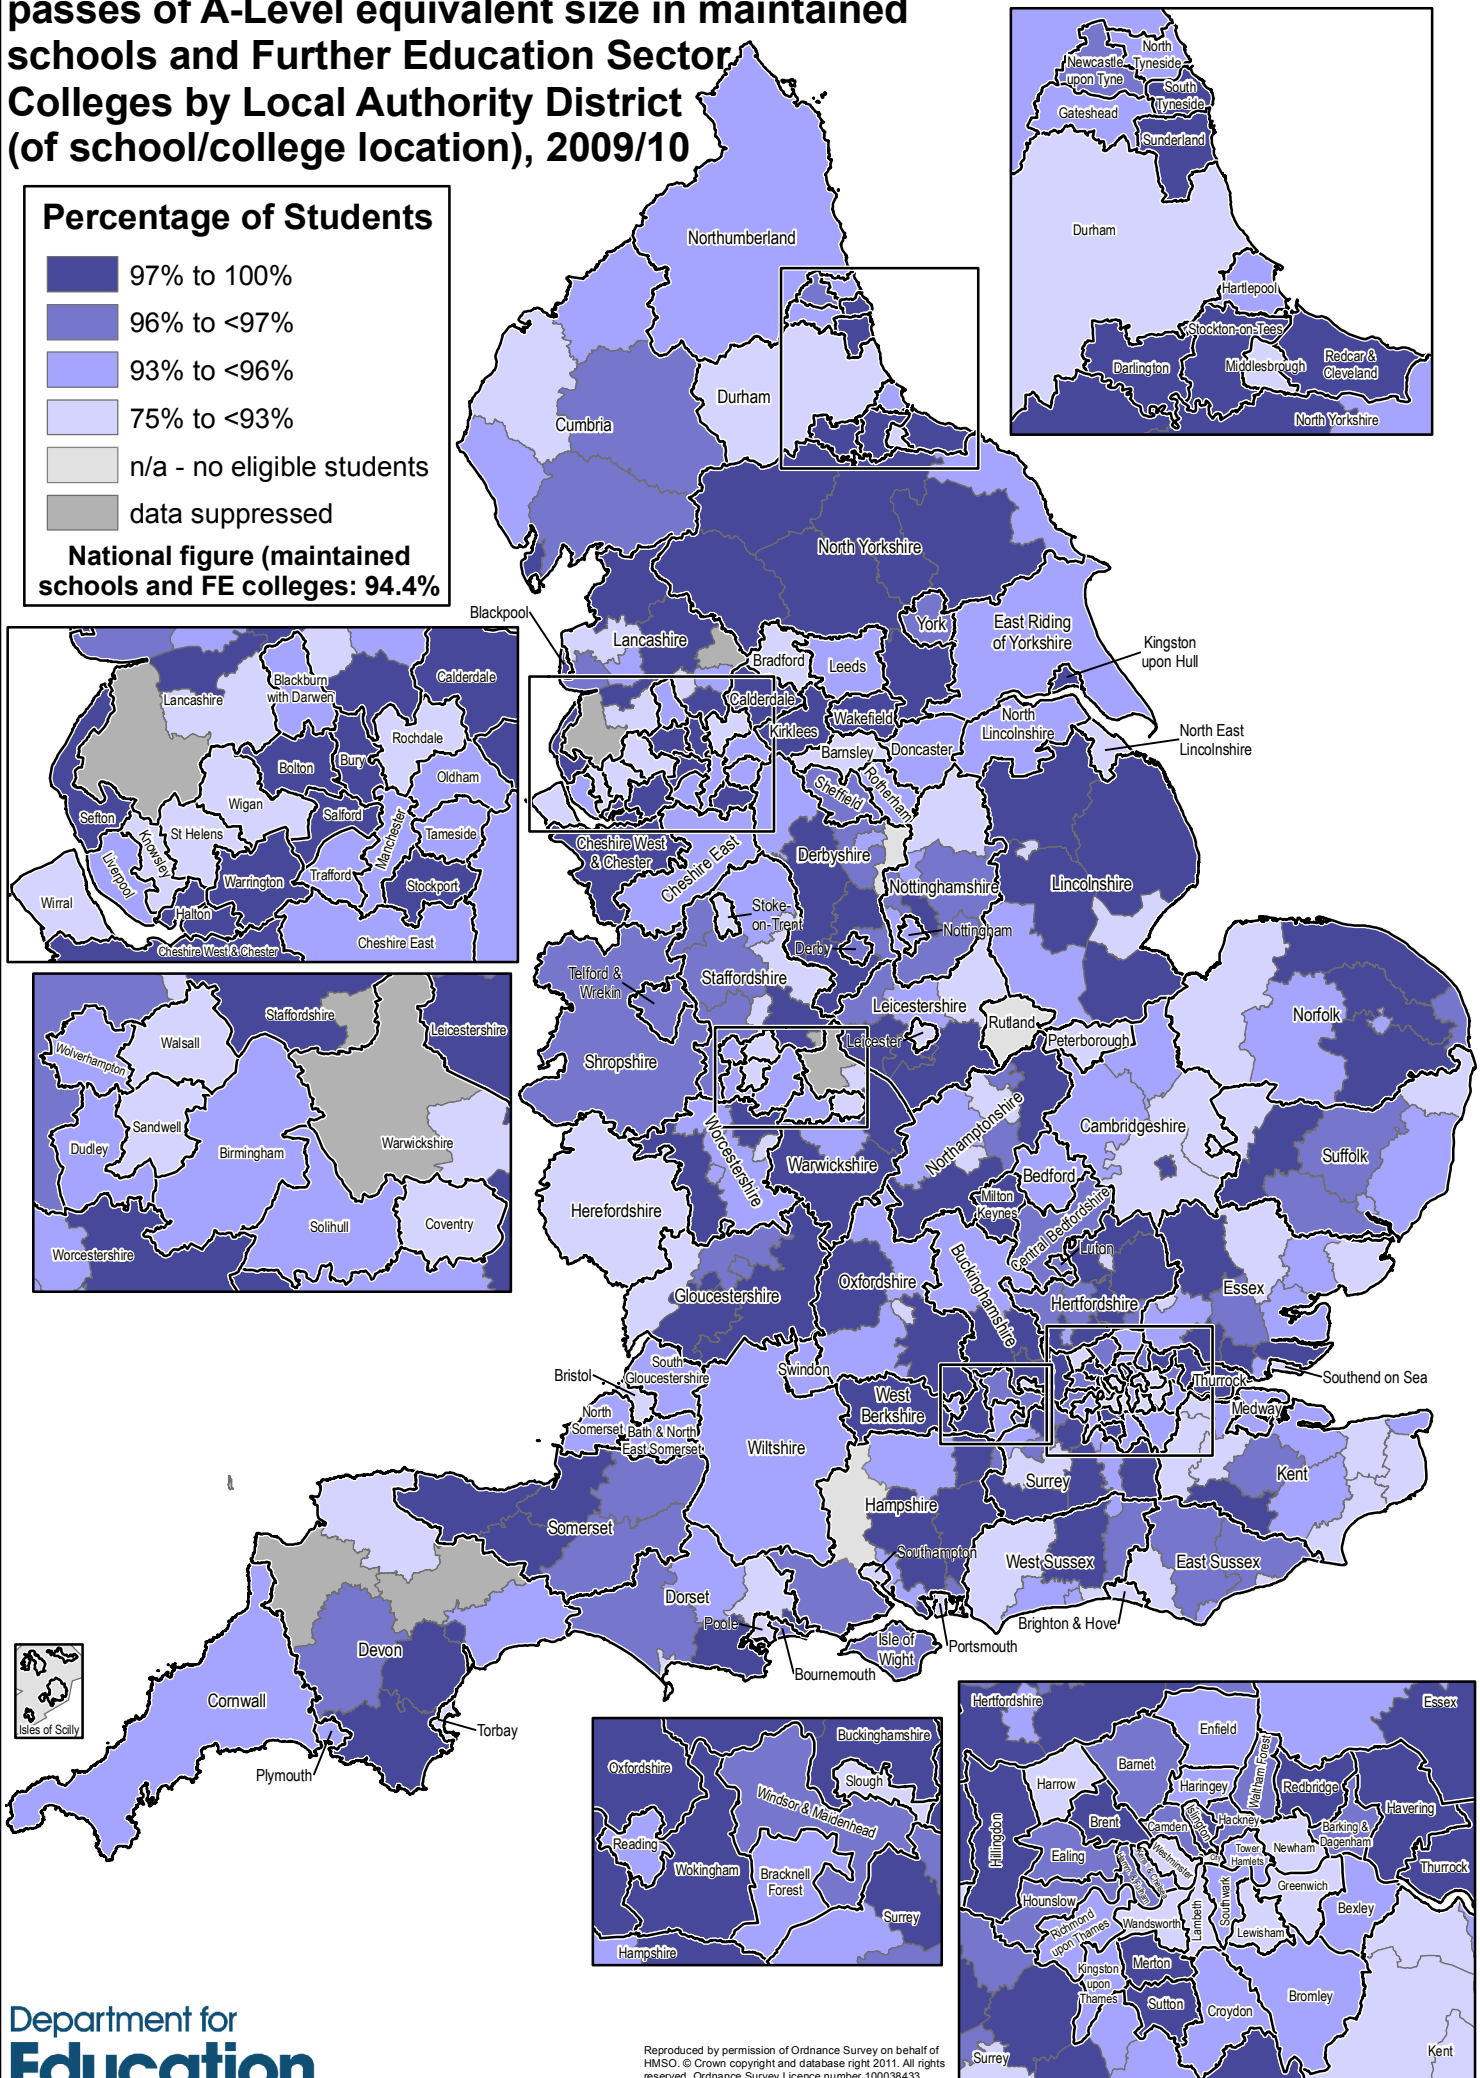 passes of A-Level equivalent size in maintained
schools and Further Education Sector
Colleges by Local Authority District
(of school/college location), 2009/10
Percentage of Students
97% to 100%
96% to <97%
93% to <96%
75% to <93%
n/a - no eligible students
data suppressed
National figure (maintained
schools and FE colleges: 94.4%
North
Tyneside
Newcastle
upon Tyne
South
Tyneside
Gateshead
Sunderland
Durham
Hartlepool
Stockton-on-Tees
Darlington
Middlesbrough
Redcar &
Cleveland
North Yorkshire
Northumberland
Durham
Cumbria
North Yorkshire
Blackpool
Lancashire
York
East Riding
of Yorkshire
Kingston
upon Hull
Bradford
Leeds
Calderdale
Kirklees
Wakefield
North
Lincolnshire
North East
Lincolnshire
Barnsley
Doncaster
Rotherham
Sheffield
Cheshire West
& Chester
Cheshire East
Derbyshire
Nottinghamshire
Lincolnshire
Stoke-
on-Trent
Derby
Nottingham
Telford &
Wrekin
Staffordshire
Leicestershire
Rutland
Leicester
Peterborough
Norfolk
Shropshire
Cambridgeshire
Northamptonshire
Suffolk
Worcestershire
Warwickshire
Bedford
Milton
Keynes
Central Bedfordshire
Herefordshire
Luton
Buckinghamshire
Oxfordshire
Gloucestershire
Hertfordshire
Essex
South
Gloucestershire
Swindon
Bristol
West
Berkshire
Thurrock
Southend on Sea
Medway
North
Somerset
Bath & North
East Somerset
Wiltshire
Surrey
Kent
Hampshire
Somerset
Southampton
West Sussex
East Sussex
Dorset
Poole
Brighton & Hove
Isle of
Wight
Portsmouth
Bournemouth
Devon
Cornwall
Torbay
Plymouth
Isles of Scilly
Calderdale
Blackburn
with Darwen
Lancashire
Rochdale
Bury
Bolton
Oldham
Wigan
Salford
Sefton
St Helens
Knowsley
Manchester
Tameside
Liverpool
Trafford
Warrington
Stockport
Wirral
Halton
Cheshire East
Cheshire West & Chester
Staffordshire
Leicestershire
Walsall
Wolverhampton
Sandwell
Dudley
Birmingham
Warwickshire
Solihull
Coventry
Worcestershire
Buckinghamshire
Oxfordshire
Slough
Windsor & Maidenhead
Reading
Wokingham
Bracknell
Forest
Surrey
Hampshire
Hertfordshire
Essex
Enfield
Barnet
Harrow
Haringey
Waltham Forest
Redbridge
Havering
Brent
Camden
Islington
Hackney
Barking &
Dagenham
Hillingdon
Ealing
Westminster
Tower
Hamlets
Newham
Thurrock
Hounslow
Greenwich
Richmond
upon Thames
Wandsworth
Lambeth
Southwark
Lewisham
Bexley
Kingston
upon
Thames
Merton
Sutton
Croydon
Bromley
Surrey
Kent
Department for
Education
Reproduced by permission of Ordnance Survey on behalf of
HMSO. © Crown copyright and database right 2011. All rights
reserved. Ordnance Survey Licence number 100038433